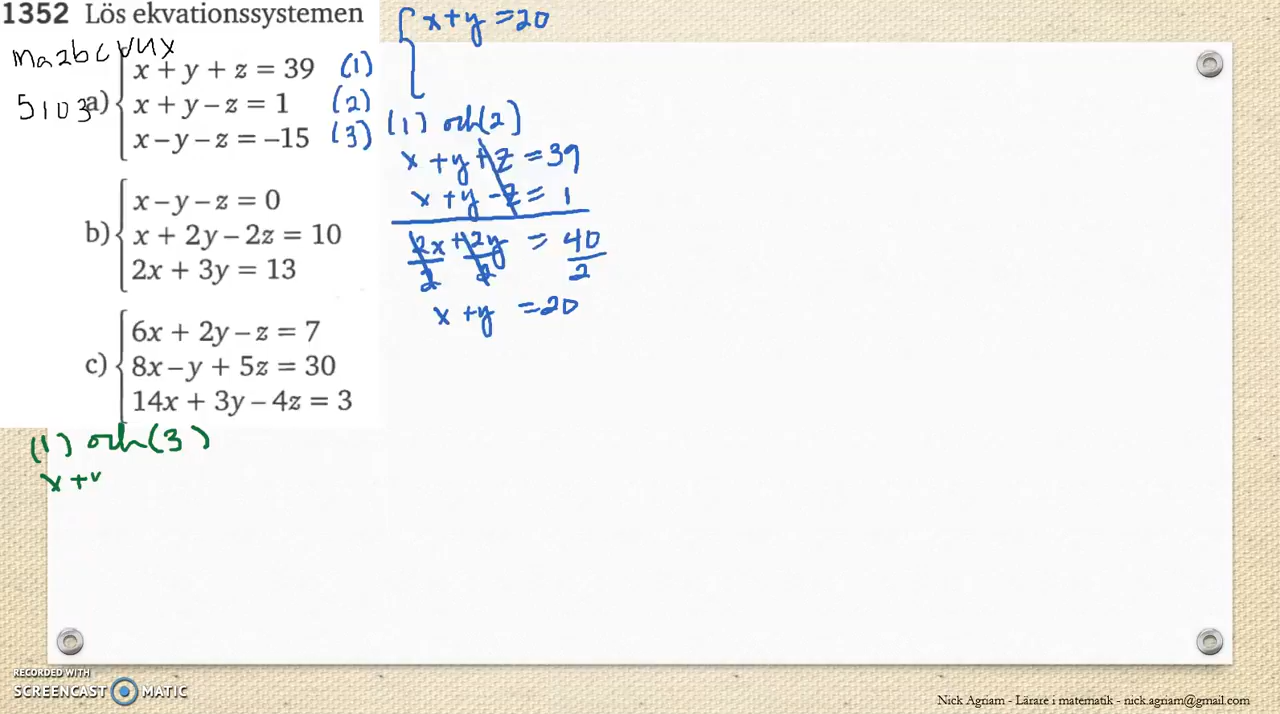 1352 Lös ekvationssystemen
Ma2bc VUX
5103
a) x + y + z = 39 (1)
x + y – z = 1 (2)
x – y – z = –15 (3)
b) x – y – z = 0
x + 2y – 2z = 10
2x + 3y = 13
c) 6x + 2y – z = 7
8x – y + 5z = 30
14x + 3y – 4z = 3
x + y = 20
(1) och (2)
x + y + z = 39
x + y - z = 1
2x/2 + 2y/2 = 40/2
x + y = 20
(1) och (3)
x +
RECORDED WITH
SCREENCAST MATIC
Nick Agriam - Lärare i matematik - nick.agriam@gmail.com